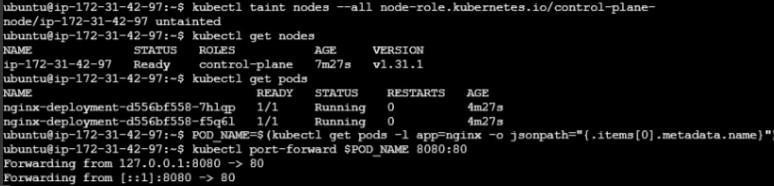 ubuntu@ip-172-31-42-97:~$ kubectl taint nodes --all node-role.kubernetes.io/control-plane-
node/ip-172-31-42-97 untainted
ubuntu@ip-172-31-42-97:~$ kubectl get nodes
NAME STATUS ROLES AGE VERSION
ip-172-31-42-97 Ready control-plane 7m27s v1.31.1
ubuntu@ip-172-31-42-97:~$ kubectl get pods
NAME READY STATUS RESTARTS AGE
nginx-deployment-d556bf558-7hlqp 1/1 Running 0 4m27s
nginx-deployment-d556bf558-f5q6l 1/1 Running 0 4m27s
ubuntu@ip-172-31-42-97:~$ POD_NAME=$(kubectl get pods -l app=nginx -o jsonpath="{.items[0].metadata.name}"
ubuntu@ip-172-31-42-97:~$ kubectl port-forward $POD_NAME 8080:80
Forwarding from 127.0.0.1:8080 -> 80
Forwarding from [::1]:8080 -> 80